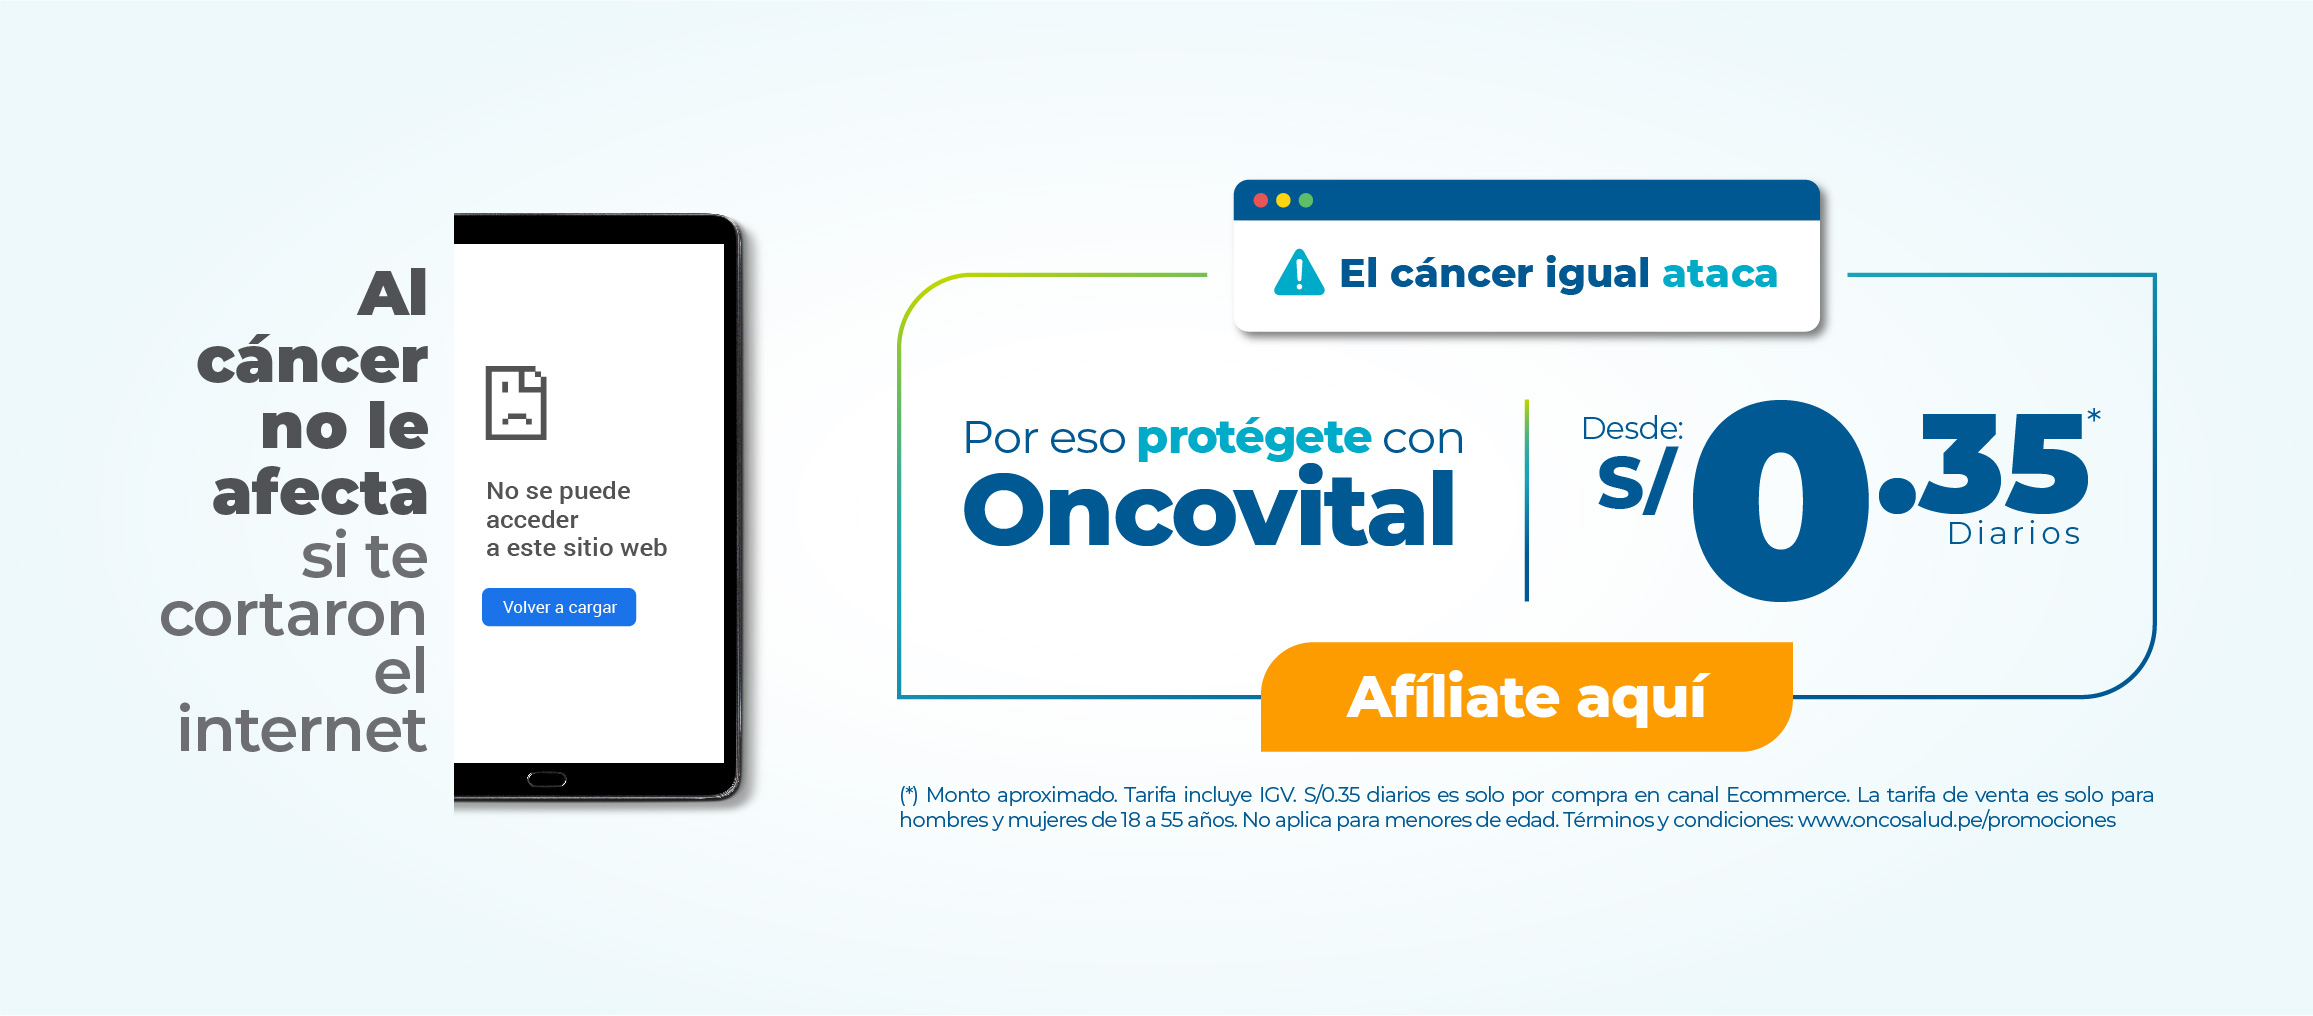 Al
cáncer
no le
afecta
si te
cortaron
el
internet
No se puede
acceder
a este sitio web
Volver a cargar
El cáncer igual ataca
Por eso protégete con
Oncovital
Desde:
S/0.35*
Diarios
Afíliate aquí
(*) Monto aproximado. Tarifa incluye IGV. S/0.35 diarios es solo por compra en canal Ecommerce. La tarifa de venta es solo para
hombres y mujeres de 18 a 55 años. No aplica para menores de edad. Términos y condiciones: www.oncosalud.pe/promociones